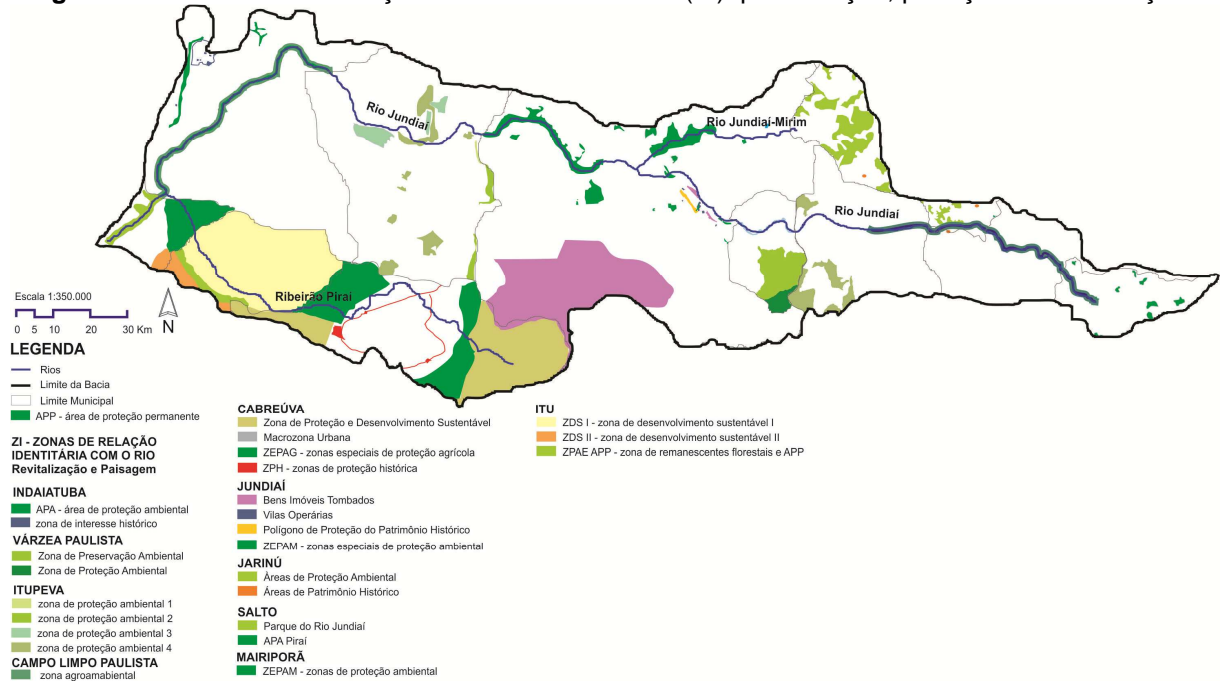 Rio Jundiaí
Rio Jundiaí-Mirim
Rio Jundiaí
Ribeirão Piraí
Escala 1:350.000
0 5 10 20 30 Km
N
LEGENDA
Rios
Limite da Bacia
Limite Municipal
APP - área de proteção permanente
ZI - ZONAS DE RELAÇÃO
IDENTITÁRIA COM O RIO
Revitalização e Paisagem
INDAIATUBA
APA - área de proteção ambiental
zona de interesse histórico
VÁRZEA PAULISTA
Zona de Preservação Ambiental
Zona de Proteção Ambiental
ITUPEVA
zona de proteção ambiental 1
zona de proteção ambiental 2
zona de proteção ambiental 3
zona de proteção ambiental 4
CAMPO LIMPO PAULISTA
zona agroamabiental
CABREÚVA
Zona de Proteção e Desenvolvimento Sustentável
Macrozona Urbana
ZEPAG - zonas especiais de proteção agrícola
ZPH - zonas de proteção histórica
JUNDIAÍ
Bens Imóveis Tombados
Vilas Operárias
Polígono de Proteção do Patrimônio Histórico
ZEPAM - zonas especiais de proteção ambiental
JARINÚ
Àreas de Proteção Ambiental
Áreas de Patrimônio Histórico
SALTO
Parque do Rio Jundiaí
APA Piraí
MAIRIPORÃ
ZEPAM - zonas de proteção ambiental
ITU
ZDS I - zona de desenvolvimento sustentável I
ZDS II - zona de desenvolvimento sustentável II
ZPAE APP - zona de remanescentes florestais e APP